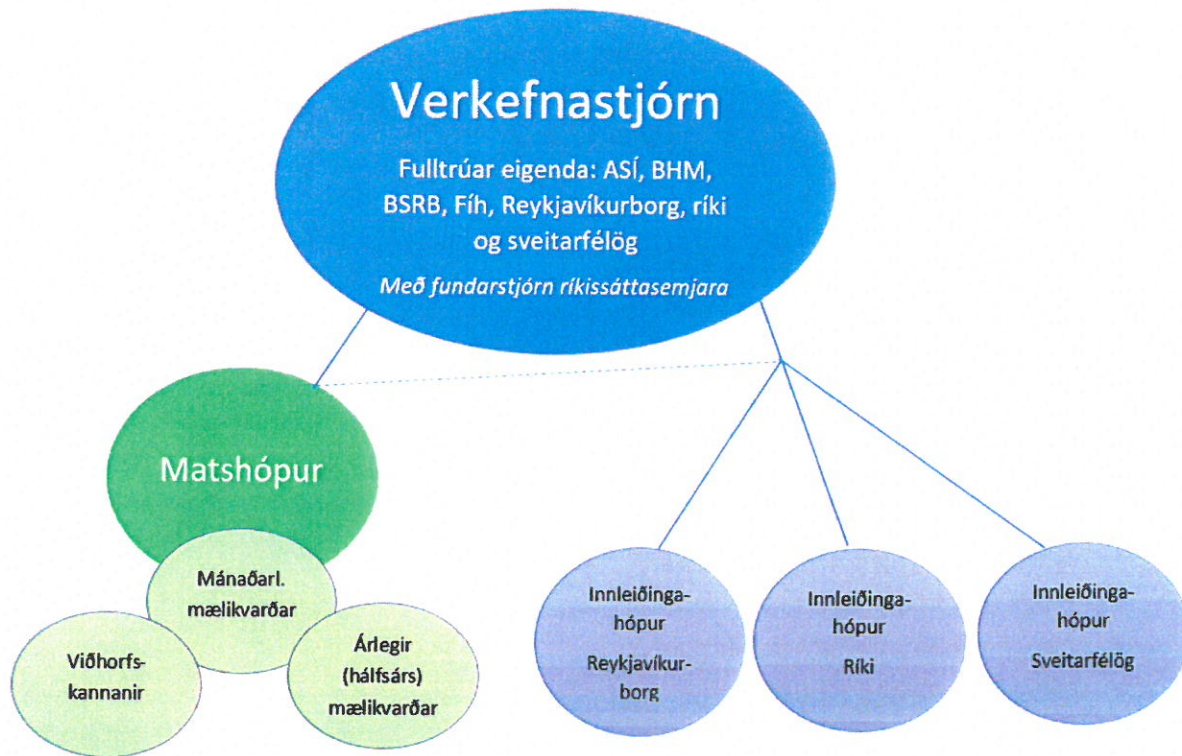 Verkefnastjórn
Fulltrúar eigenda: ASÍ, BHM,
BSRB, Fíh, Reykjavíkurborg, ríki
og sveitarfélög
Með fundarstjórn ríkissáttasemjara
Matshópur
Mánaðarl.
mælikvarðar
Viðhorfs-
kannanir
Árlegir
(hálfsárs)
mælikvarðar
Innleiðinga-
hópur
Reykjavíkur-
borg
Innleiðinga-
hópur
Ríki
Innleiðinga-
hópur
Sveitarfélög